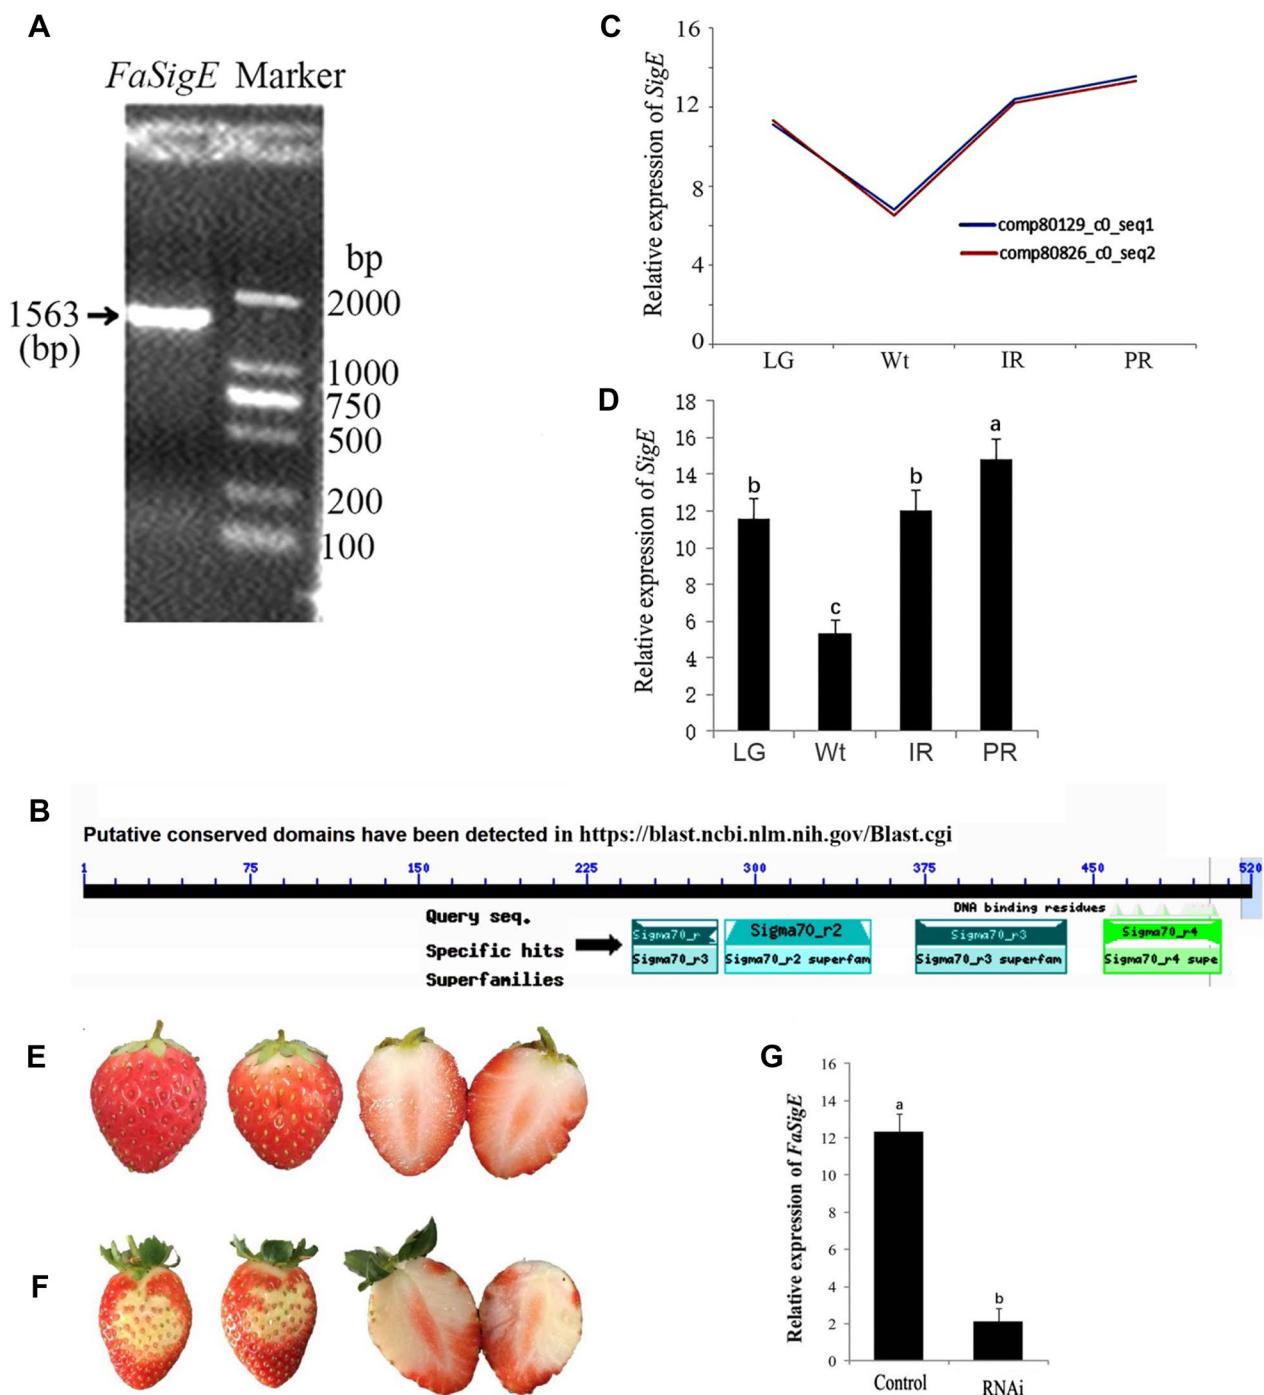 A
FaSigE Marker
bp
2000
1563
(bp)
1000
750
500
200
100
C
Relative expression of SigE
16
12
8
4
0
comp80129_c0_seq1
comp80826_c0_seq2
LG Wt IR PR
D
Relative expression of SigE
18
16
14
12
10
8
6
4
2
0
b c b a
LG Wt IR PR
B
Putative conserved domains have been detected in https://blast.ncbi.nlm.nih.gov/Blast.cgi
1 75 150 225 300 375 450 520
DNA binding residues
Query seq.
Specific hits
Superfamilies
Sigma70_r Sigma70_r2 Sigma70_r3 Sigma70_r4
Sigma70_r3 Sigma70_r2 superfam Sigma70_r3 superfam Sigma70_r4 supe
E
F
G
Relative expression of FaSigE
16
14
12
10
8
6
4
2
0
a
b
Control RNAi